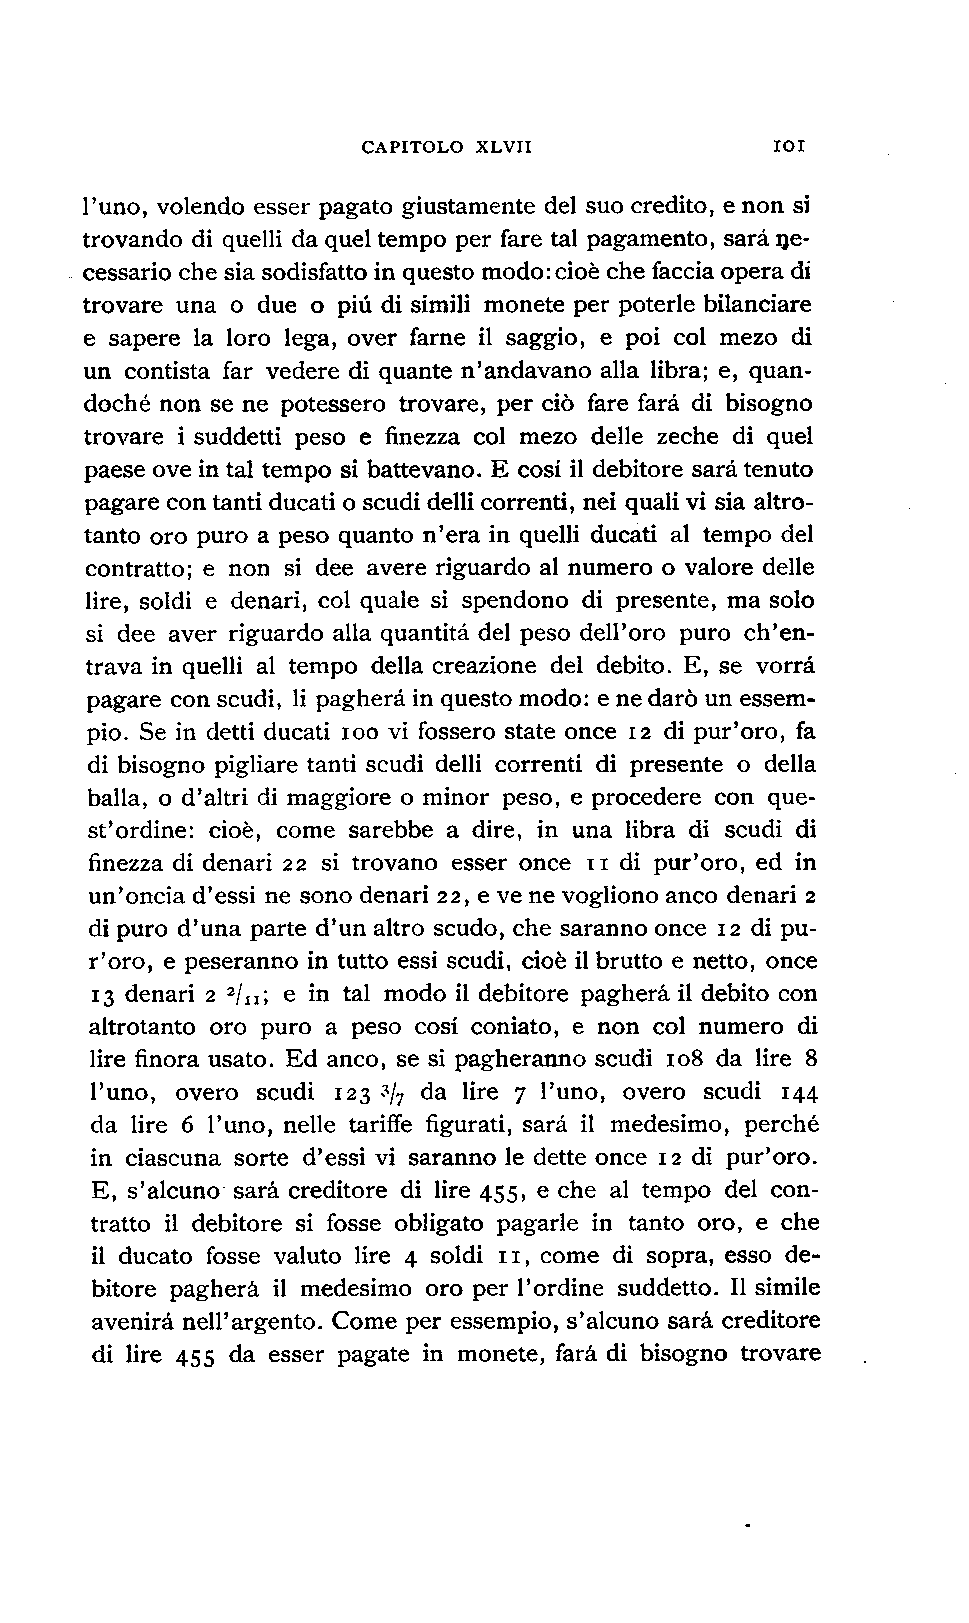 CAPITOLO XLVII 101
l'uno, volendo esser pagato giustamente del suo credito, e non si
trovando di quelli da quel tempo per fare tal pagamento, sará ne-
cessario che sia sodisfatto in questo modo: cioè che faccia opera di
trovare una o due o piú di simili monete per poterle bilanciare
e sapere la loro lega, over farne il saggio, e poi col mezo di
un contista far vedere di quante n'andavano alla libra; e, quan-
doché non se ne potessero trovare, per ciò fare fará di bisogno
trovare i suddetti peso e finezza col mezo delle zeche di quel
paese ove in tal tempo si battevano. E cosí il debitore sará tenuto
pagare con tanti ducati o scudi delli correnti, nei quali vi sia altro-
tanto oro puro a peso quanto n'era in quelli ducati al tempo del
contratto; e non si dee avere riguardo al numero o valore delle
lire, soldi e denari, col quale si spendono di presente, ma solo
si dee aver riguardo alla quantitá del peso dell'oro puro ch'en-
trava in quelli al tempo della creazione del debito. E, se vorrá
pagare con scudi, li pagherá in questo modo: e ne darò un essem-
pio. Se in detti ducati 100 vi fossero state once 12 di pur'oro, fa
di bisogno pigliare tanti scudi delli correnti di presente o della
balla, o d'altri di maggiore o minor peso, e procedere con que-
st'ordine: cioè, come sarebbe a dire, in una libra di scudi di
finezza di denari 22 si trovano esser once 11 di pur'oro, ed in
un'oncia d'essi ne sono denari 22, e ve ne vogliono anco denari 2
di puro d'una parte d'un altro scudo, che saranno once 12 di pu-
r'oro, e peseranno in tutto essi scudi, cioè il brutto e netto, once
13 denari 2 2/11; e in tal modo il debitore pagherá il debito con
altrotanto oro puro a peso cosí coniato, e non col numero di
lire finora usato. Ed anco, se si pagheranno scudi 108 da lire 8
l'uno, overo scudi 123 3/7 da lire 7 l'uno, overo scudi 144
da lire 6 l'uno, nelle tariffe figurati, sará il medesimo, perché
in ciascuna sorte d'essi vi saranno le dette once 12 di pur'oro.
E, s'alcuno sará creditore di lire 455, e che al tempo del con-
tratto il debitore si fosse obligato pagarle in tanto oro, e che
il ducato fosse valuto lire 4 soldi 11, come di sopra, esso de-
bitore pagherá il medesimo oro per l'ordine suddetto. Il simile
avenirá nell'argento. Come per essempio, s'alcuno sará creditore
di lire 455 da esser pagate in monete, fará di bisogno trovare